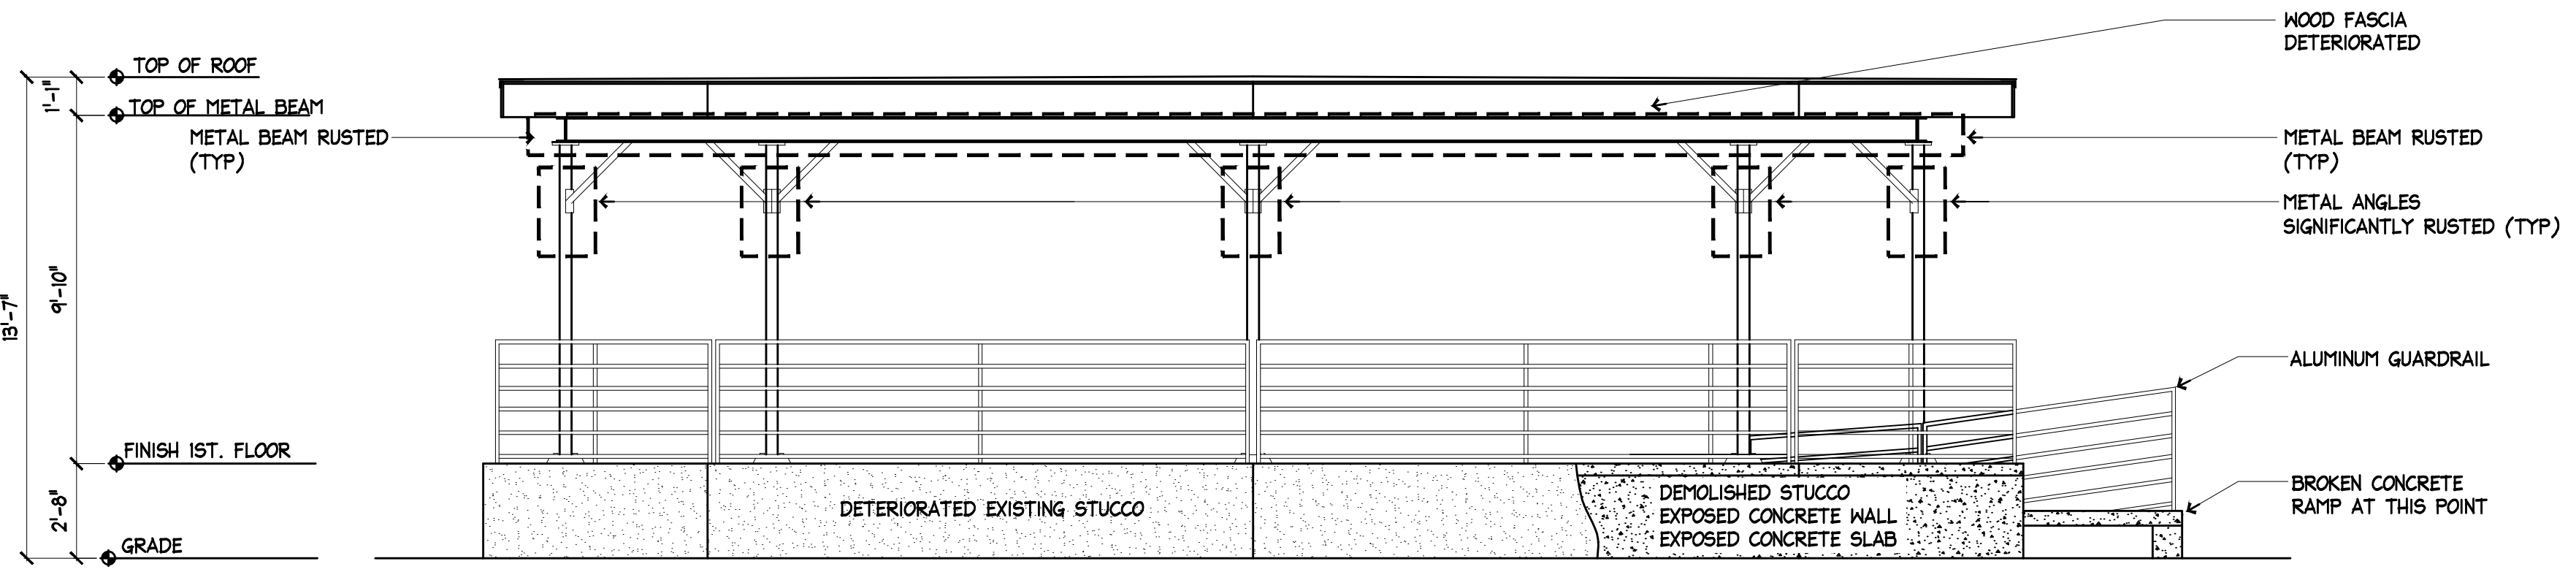 WOOD FASCIA
DETERIORATED
TOP OF ROOF
1'-1"
TOP OF METAL BEAM
METAL BEAM RUSTED
(TYP)
METAL BEAM RUSTED
(TYP)
METAL ANGLES
SIGNIFICANTLY RUSTED (TYP)
9'-10"
13'-7"
ALUMINUM GUARDRAIL
FINISH 1ST. FLOOR
BROKEN CONCRETE
RAMP AT THIS POINT
2'-8"
DETERIORATED EXISTING STUCCO
DEMOLISHED STUCCO
EXPOSED CONCRETE WALL
EXPOSED CONCRETE SLAB
GRADE